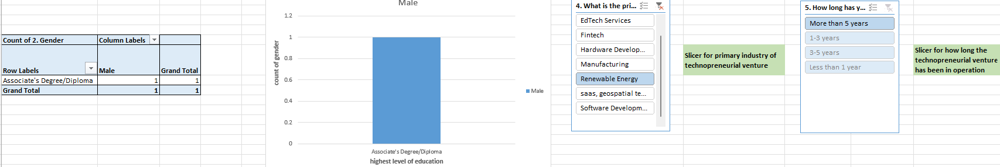 Count of 2. Gender
Column Labels
Row Labels
Male
Grand Total
Associate's Degree/Diploma
1
1
Grand Total
1
1
Male
count of gender
1.2
1
0.8
0.6
0.4
0.2
0
Associate's Degree/Diploma
highest level of education
Male
4. What is the pri...
EdTech Services
Fintech
Hardware Develop...
Manufacturing
Renewable Energy
saas, geospatial te...
Software Developm...
Slicer for primary industry of
technopreneurial venture
5. How long has y...
More than 5 years
1-3 years
3-5 years
Less than 1 year
Slicer for how long the
technopreneurial venture
has been in operation